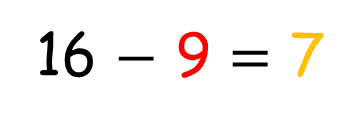 16 − 9 = 7